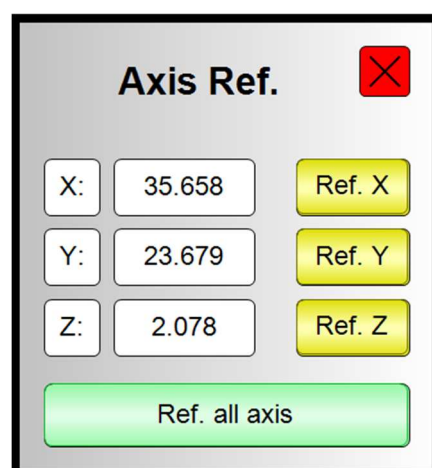 Axis Ref.
X: 35.658 Ref. X
Y: 23.679 Ref. Y
Z: 2.078 Ref. Z
Ref. all axis